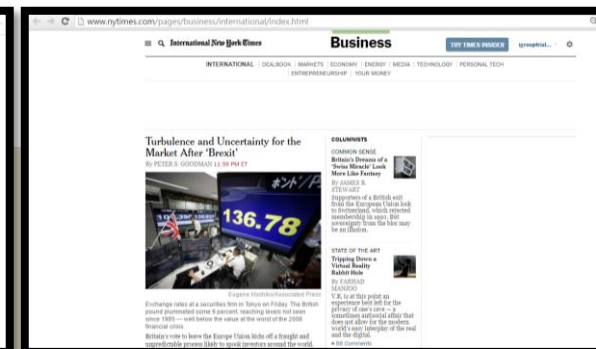 www.nytimes.com/pages/business/international/index.html
International New York Times
Business
TRY TIMES INSIDER
INTERNATIONAL | DEALBOOK | MARKETS | ECONOMY | ENERGY | MEDIA | TECHNOLOGY | PERSONAL TECH
| ENTREPRENEURSHIP | YOUR MONEY
Turbulence and Uncertainty for the
Market After 'Brexit'
By PETER S. GOODMAN 11:59 PM ET
ポンド/
136.78
Eugene Hoshiko/Associated Press
Exchange rates at a securities firm in Tokyo on Friday. The British
pound plummeted some 9 percent, reaching levels not seen
since 1985 — well below the value at the worst of the 2008
financial crisis.
Britain's vote to leave the Europe Union kicks off a fraught and
unpredictable process likely to spook investors around the world.
COLUMNISTS
COMMON SENSE
Britain's Dreams of a
'Swiss Miracle' Look
More Like Fantasy
By JAMES B.
STEWART
Supporters of a British exit
from the European Union look
to Switzerland, which rejected
membership in 1992. But
sovereignty from the bloc may
be an illusion.
STATE OF THE ART
Tripping Down a
Virtual Reality
Rabbit Hole
By FARHAD
MANJOO
V.R. is at this point an
experience best left for the
privacy of one's cave — a
sometimes antisocial affair that
does not allow for the modern
world's easy interplay of the real
and the digital.
88 Comments